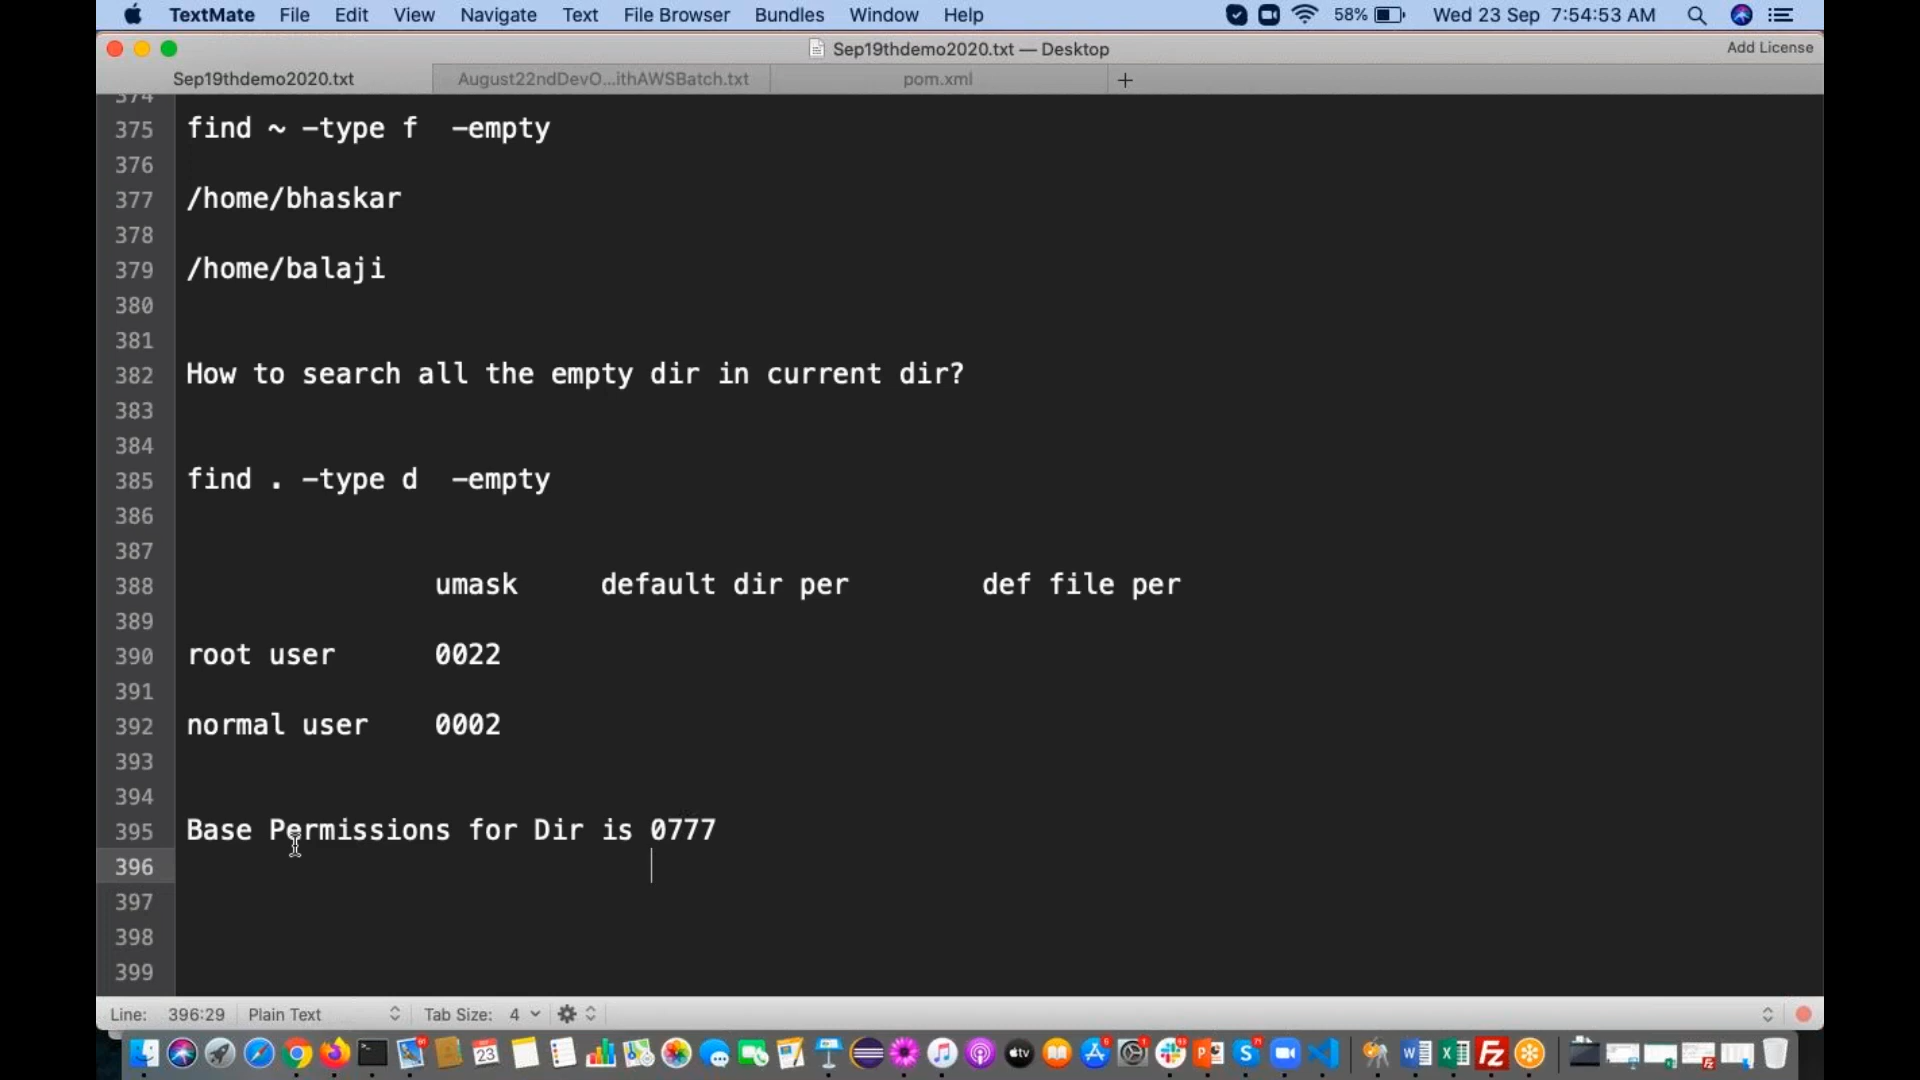 TextMate File Edit View Navigate Text File Browser Bundles Window Help 58% Wed 23 Sep 7:54:53 AM
Sep19thdemo2020.txt — Desktop Add License
Sep19thdemo2020.txt August22ndDevO...ithAWSBatch.txt pom.xml +
374
375 find ~ -type f  -empty
376
377 /home/bhaskar
378
379 /home/balaji
380
381
382 How to search all the empty dir in current dir?
383
384
385 find . -type d  -empty
386
387
388 umask default dir per def file per
389
390 root user 0022
391
392 normal user 0002
393
394
395 Base Permissions for Dir is 0777
396
397
398
399
Line: 396:29 Plain Text Tab Size: 4
23 tv W X Fz